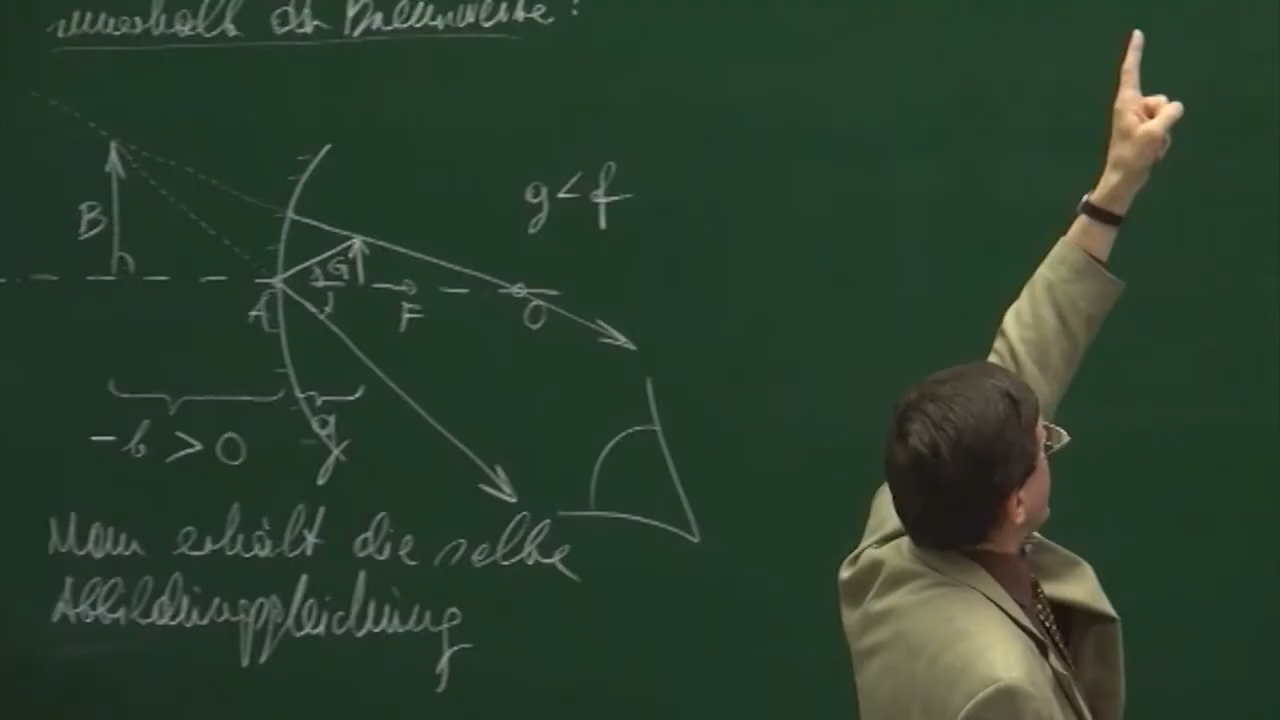 innerhalb der Brennweite:
B
g < f
G
A
F
O
g
-b > 0
Man erhält die selbe
Abbildungsgleichung